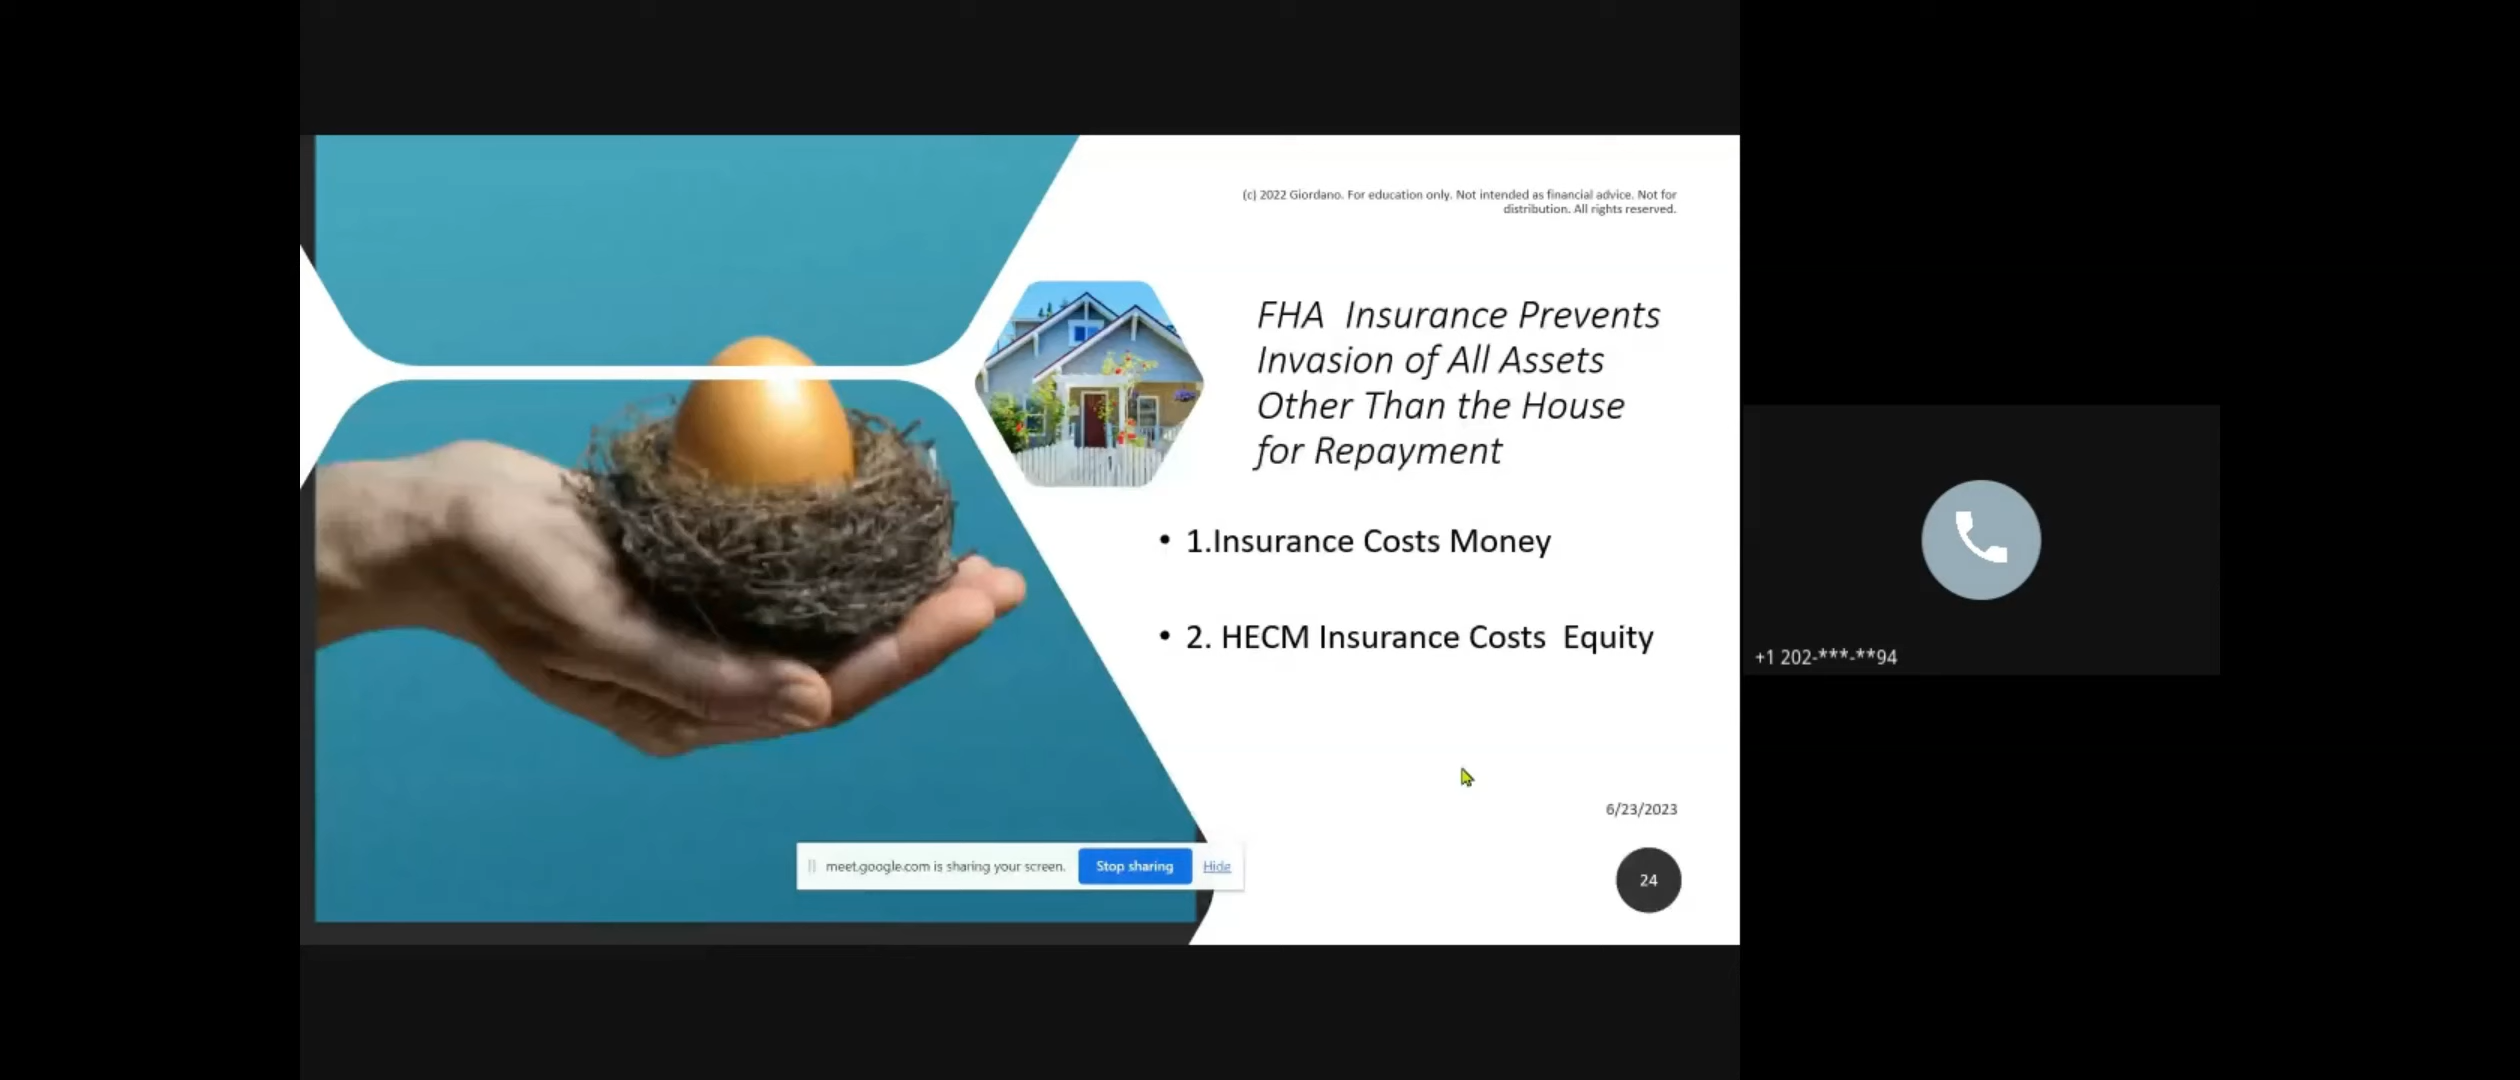 (c) 2022 Giordano. For education only. Not intended as financial advice. Not for
distribution. All rights reserved.
FHA  Insurance Prevents
Invasion of All Assets
Other Than the House
for Repayment
• 1.Insurance Costs Money
• 2. HECM Insurance Costs  Equity
+1 202-***-**94
6/23/2023
meet.google.com is sharing your screen. Stop sharing Hide
24